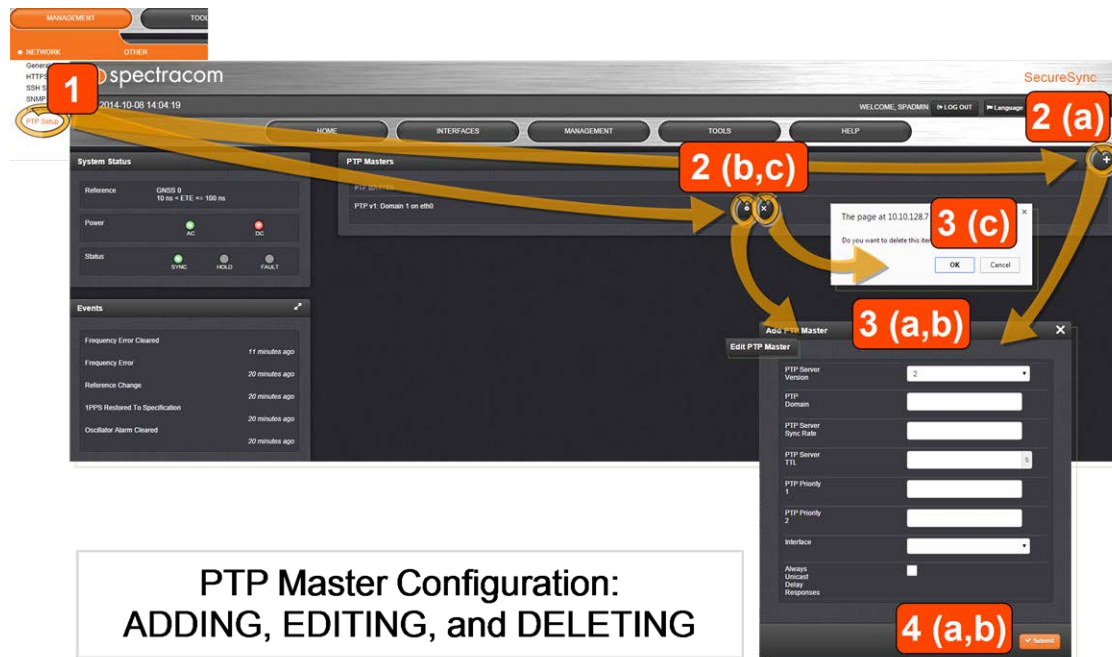 MANAGEMENT
TOOL
NETWORK
OTHER
General
HTTPS
SSH S
SNMP
PTP Setup
1
spectracom
SecureSync
2014-10-08 14:04:19
WELCOME, SPADMIN
LOG OUT
Language
2 (a)
HOME
INTERFACES
MANAGEMENT
TOOLS
HELP
System Status
Reference
GNSS 0
10 ns < ETE <= 100 ns
Power
AC
DC
Status
SYNC
HOLD
FAULT
PTP Masters
2 (b,c)
PTP MASTER
PTP v1: Domain 1 on eth0
The page at 10.10.128.7
3 (c)
Do you want to delete this item
OK
Cancel
Events
Frequency Error Cleared
11 minutes ago
Frequency Error
20 minutes ago
Reference Change
20 minutes ago
1PPS Restored To Specification
20 minutes ago
Oscillator Alarm Cleared
20 minutes ago
Add PTP Master
3 (a,b)
Edit PTP Master
PTP Server
Version
2
PTP
Domain
PTP Server
Sync Rate
PTP Server
TTL
s
PTP Priority
1
PTP Priority
2
Interface
Always
Unicast
Delay
Responses
4 (a,b)
Submit
PTP Master Configuration:
ADDING, EDITING, and DELETING